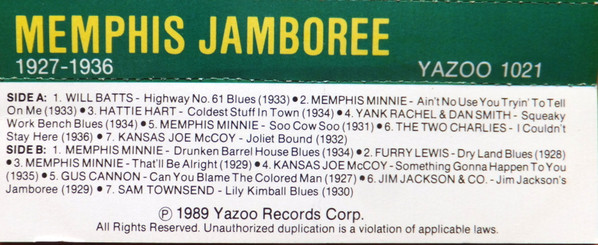 MEMPHIS JAMBOREE
1927-1936 YAZOO 1021
SIDE A: 1. WILL BATTS - Highway No. 61 Blues (1933) ● 2. MEMPHIS MINNIE - Ain't No Use You Tryin' To Tell
On Me (1933) ● 3. HATTIE HART - Coldest Stuff In Town (1934) ● 4. YANK RACHEL & DAN SMITH - Squeaky
Work Bench Blues (1934) ● 5. MEMPHIS MINNIE - Soo Cow Soo (1931) ● 6. THE TWO CHARLIES - I Couldn't
Stay Here (1936) ● 7. KANSAS JOE McCOY - Joliet Bound (1932)
SIDE B: 1. MEMPHIS MINNIE - Drunken Barrel House Blues (1934) ● 2. FURRY LEWIS - Dry Land Blues (1928)
● 3. MEMPHIS MINNIE - That'll Be Alright (1929) ● 4. KANSAS JOE McCOY - Something Gonna Happen To You
(1935) ● 5. GUS CANNON - Can You Blame The Colored Man (1927) ● 6. JIM JACKSON & CO. - Jim Jackson's
Jamboree (1929) ● 7. SAM TOWNSEND - Lily Kimball Blues (1930)
℗ 1989 Yazoo Records Corp.
All Rights Reserved. Unauthorized duplication is a violation of applicable laws.